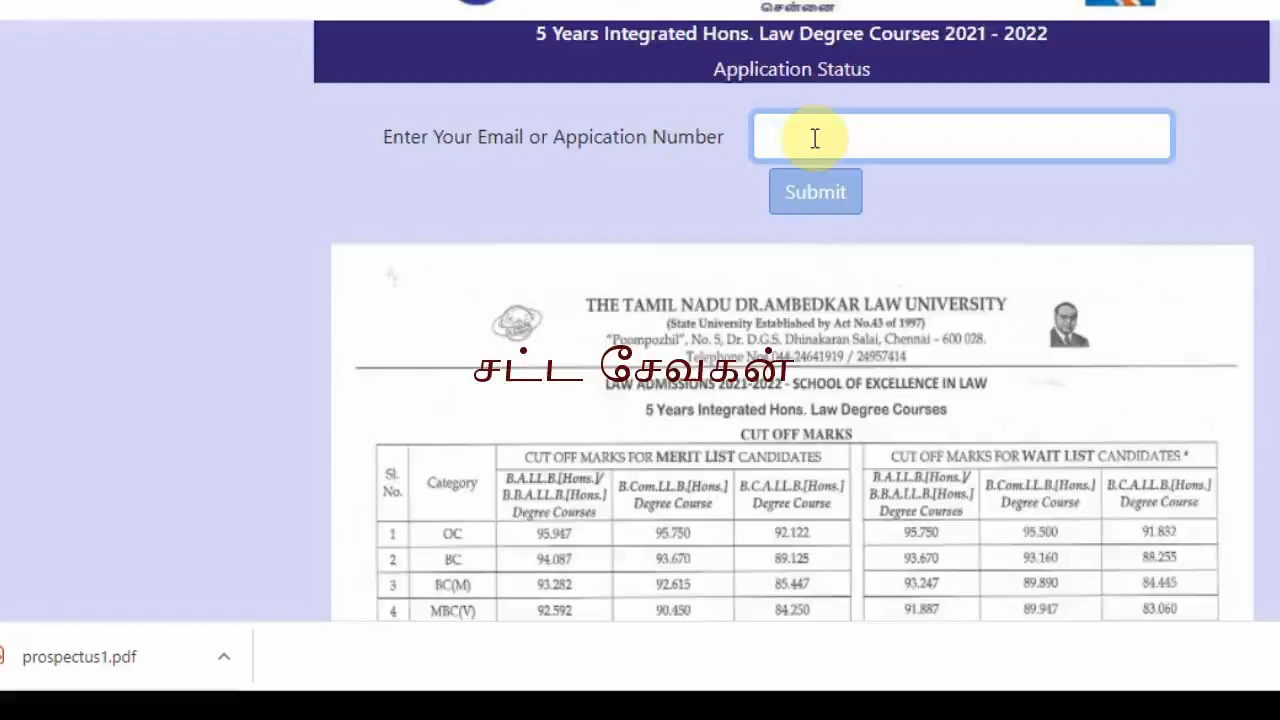 சென்னை
5 Years Integrated Hons. Law Degree Courses 2021 - 2022
Application Status
Enter Your Email or Appication Number
Submit
THE TAMIL NADU DR.AMBEDKAR LAW UNIVERSITY
(State University Established by Act No.43 of 1997)
"Poompozhil", No. 5, Dr. D.G.S. Dhinakaran Salai, Chennai – 600 028.
Telephone Nos.044-24641919 / 24957414
சட்ட சேவகன்
LAW ADMISSIONS 2021-2022 - SCHOOL OF EXCELLENCE IN LAW
5 Years Integrated Hons. Law Degree Courses
CUT OFF MARKS
CUT OFF MARKS FOR MERIT LIST CANDIDATES CUT OFF MARKS FOR WAIT LIST CANDIDATES *
Sl. No. Category B.A.LL.B.[Hons.]/ B.B.A.LL.B.[Hons.] Degree Courses B.Com.LL.B.[Hons.] Degree Course B.C.A.LL.B.[Hons.] Degree Course B.A.LL.B.[Hons.]/ B.B.A.LL.B.[Hons.] Degree Courses B.Com.LL.B.[Hons.] Degree Course B.C.A.LL.B.[Hons.] Degree Course
1 OC 95.947 95.750 92.122 95.750 95.500 91.832
2 BC 94.087 93.670 89.125 93.670 93.160 88.255
3 BC(M) 93.282 92.615 85.447 93.247 89.890 84.445
4 MBC(V) 92.592 90.450 84.250 91.887 89.947 83.060
prospectus1.pdf